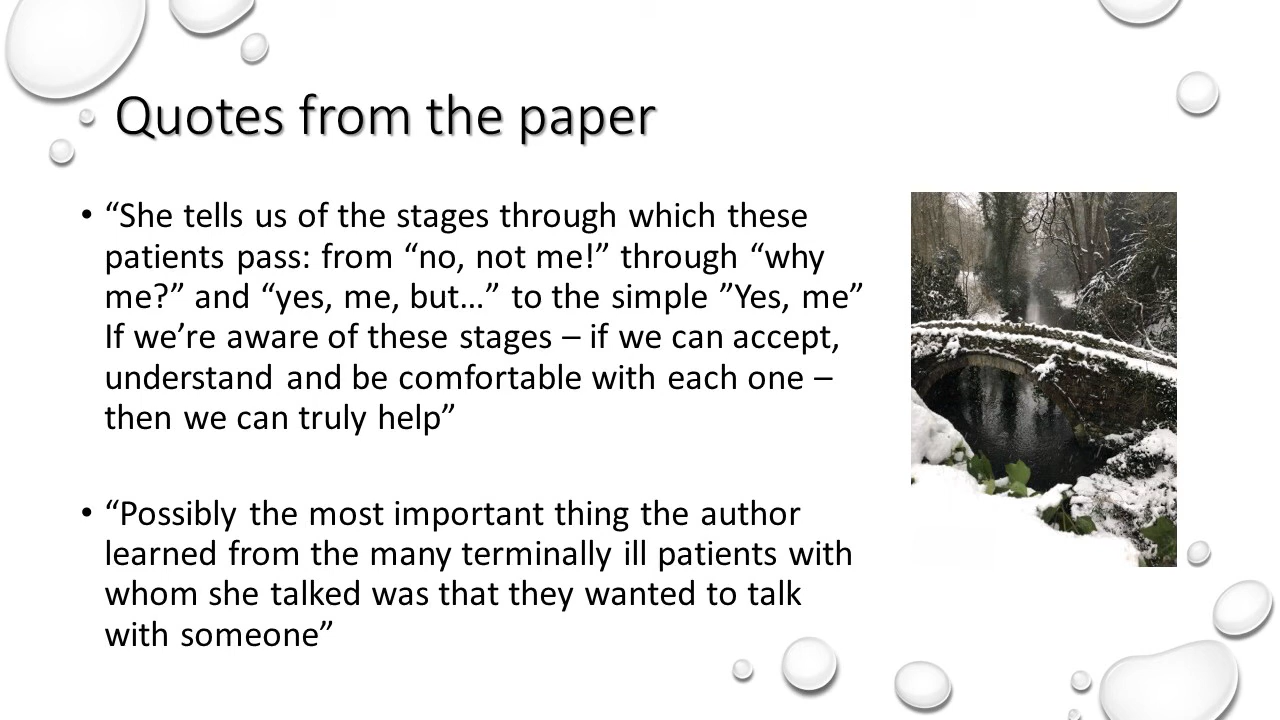 Quotes from the paper
• “She tells us of the stages through which these
patients pass: from “no, not me!” through “why
me?” and “yes, me, but…” to the simple ”Yes, me”
If we’re aware of these stages – if we can accept,
understand and be comfortable with each one –
then we can truly help”
• “Possibly the most important thing the author
learned from the many terminally ill patients with
whom she talked was that they wanted to talk
with someone”